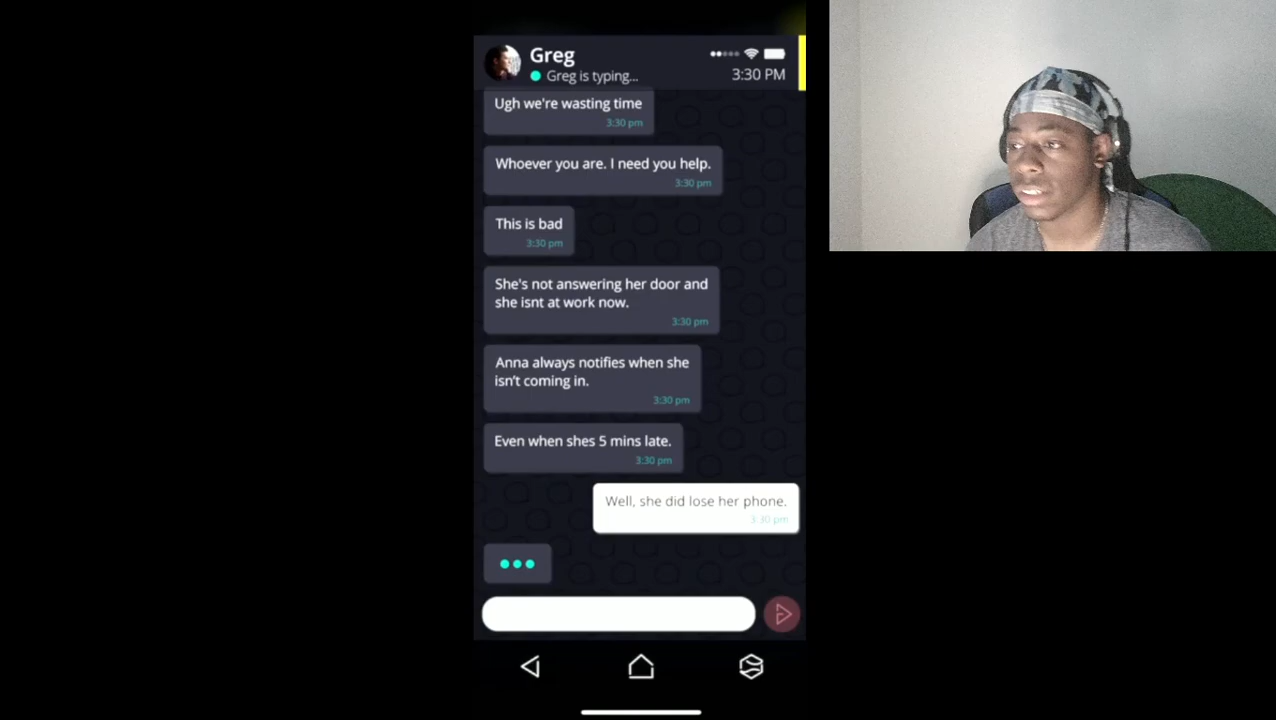 Greg
Greg is typing...
3:30 PM
Ugh we're wasting time
3:30 pm
Whoever you are. I need you help.
3:30 pm
This is bad
3:30 pm
She's not answering her door and
she isnt at work now.
3:30 pm
Anna always notifies when she
isn't coming in.
3:30 pm
Even when shes 5 mins late.
3:30 pm
Well, she did lose her phone.
3:30 pm